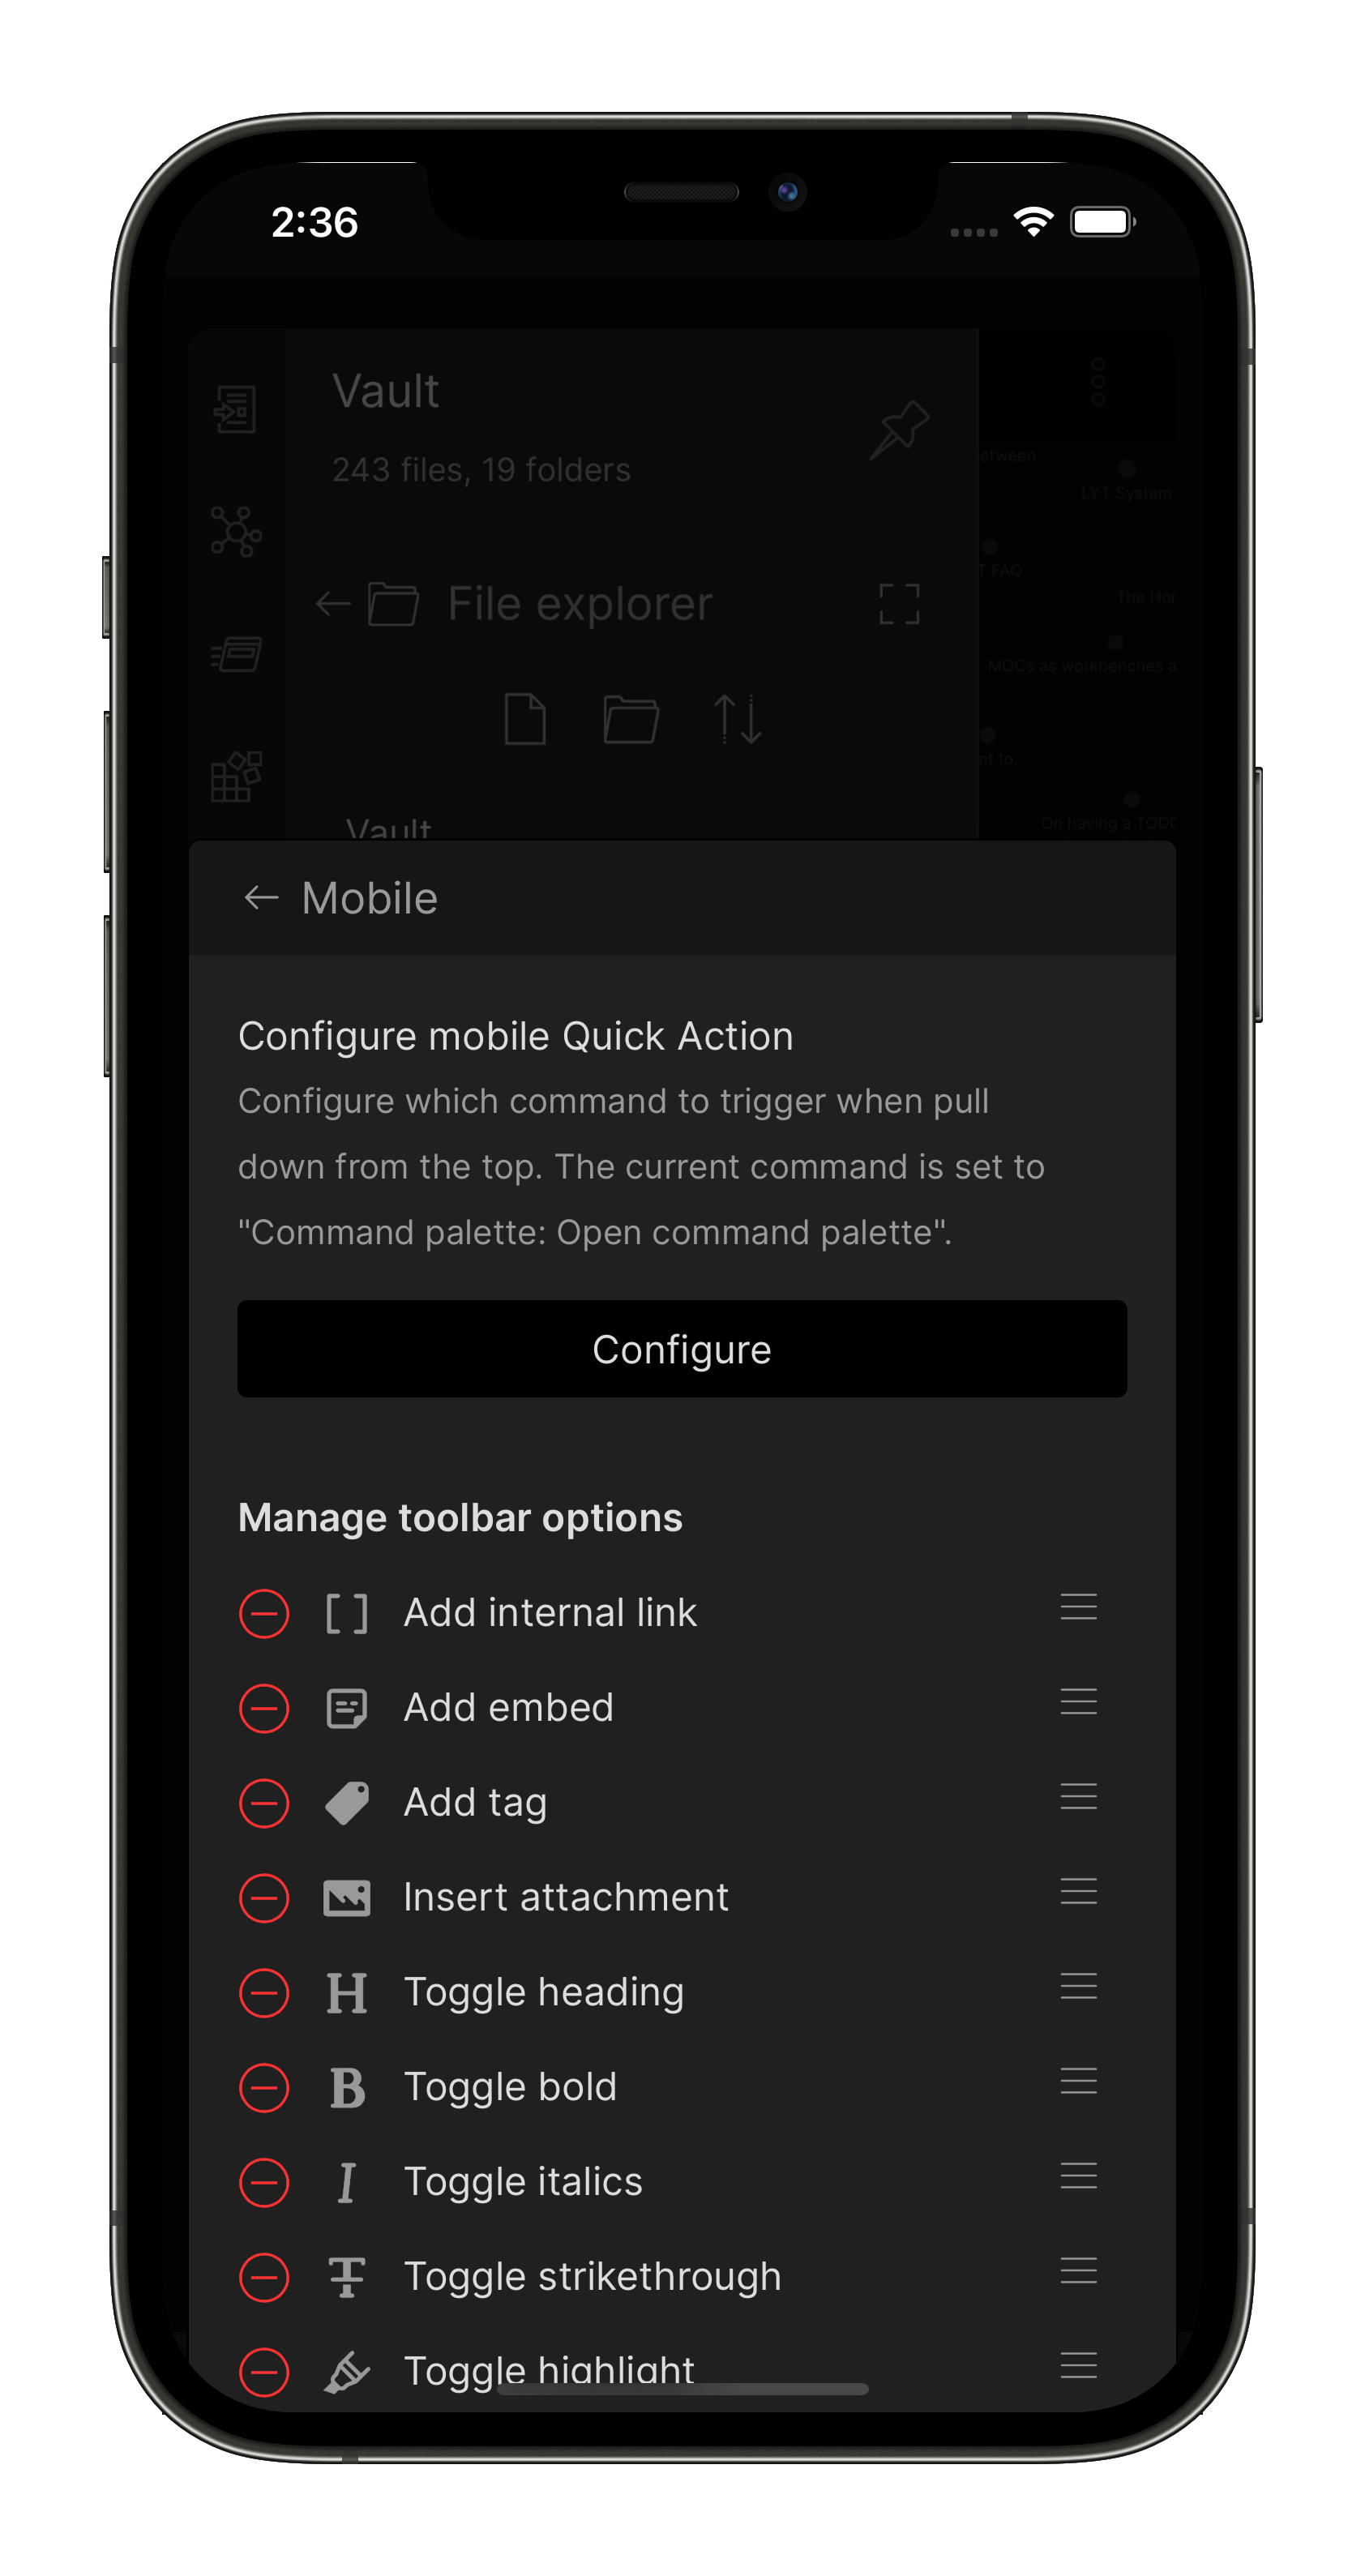 2:36
Vault
243 files, 19 folders
etween
LYT System
File explorer
T FAQ
The Hor
MOCs as workbenches a
nt to...
On having a TODO
Vault
Mobile
Configure mobile Quick Action
Configure which command to trigger when pull
down from the top. The current command is set to
"Command palette: Open command palette".
Configure
Manage toolbar options
Add internal link
Add embed
Add tag
Insert attachment
H Toggle heading
B Toggle bold
I Toggle italics
T Toggle strikethrough
Toggle highlight